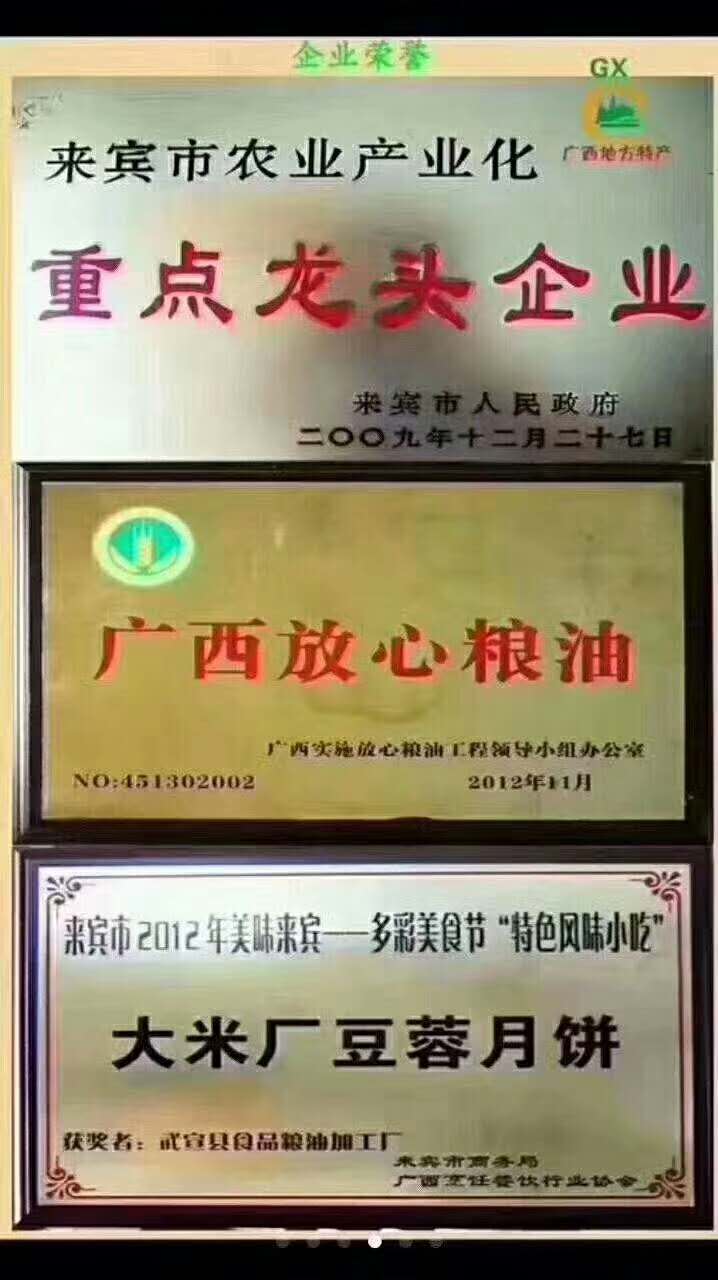 企业荣誉
GX
广西地方特产
来宾市农业产业化
重点龙头企业
来宾市人民政府
二〇〇九年十二月二十七日
广西放心粮油
广西实施放心粮油工程领导小组办公室
NO:451302002
2012年11月
来宾市2012年美味来宾——多彩美食节“特色风味小吃”
大米厂豆蓉月饼
获奖者：武宣县食品粮油加工厂
来宾市商务局
广西烹饪餐饮行业协会